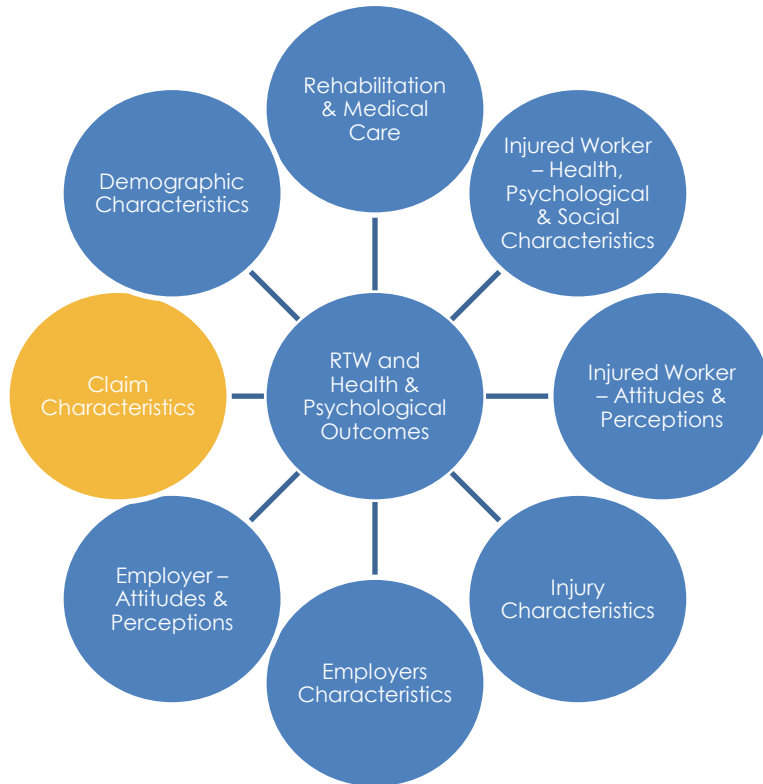 Rehabilitation
& Medical
Care
Injured Worker
– Health,
Psychological
& Social
Characteristics
Injured Worker
– Attitudes &
Perceptions
Injury
Characteristics
Employers
Characteristics
Employer –
Attitudes &
Perceptions
Claim
Characteristics
Demographic
Characteristics
RTW and
Health &
Psychological
Outcomes